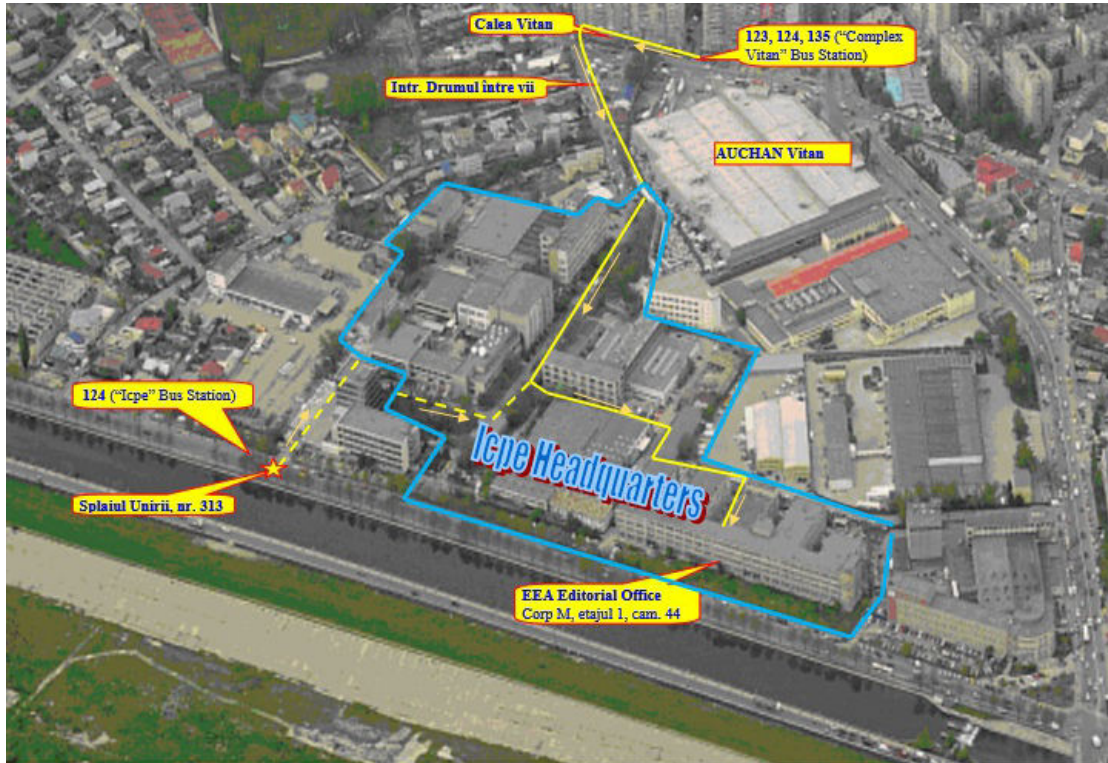 Calea Vitan
123, 124, 135 ("Complex
Vitan" Bus Station)
Intr. Drumul între vii
AUCHAN Vitan
124 ("Icpe" Bus Station)
Icpe Headquarters
Splaiul Unirii, nr. 313
EEA Editorial Office
Corp M, etajul 1, cam. 44